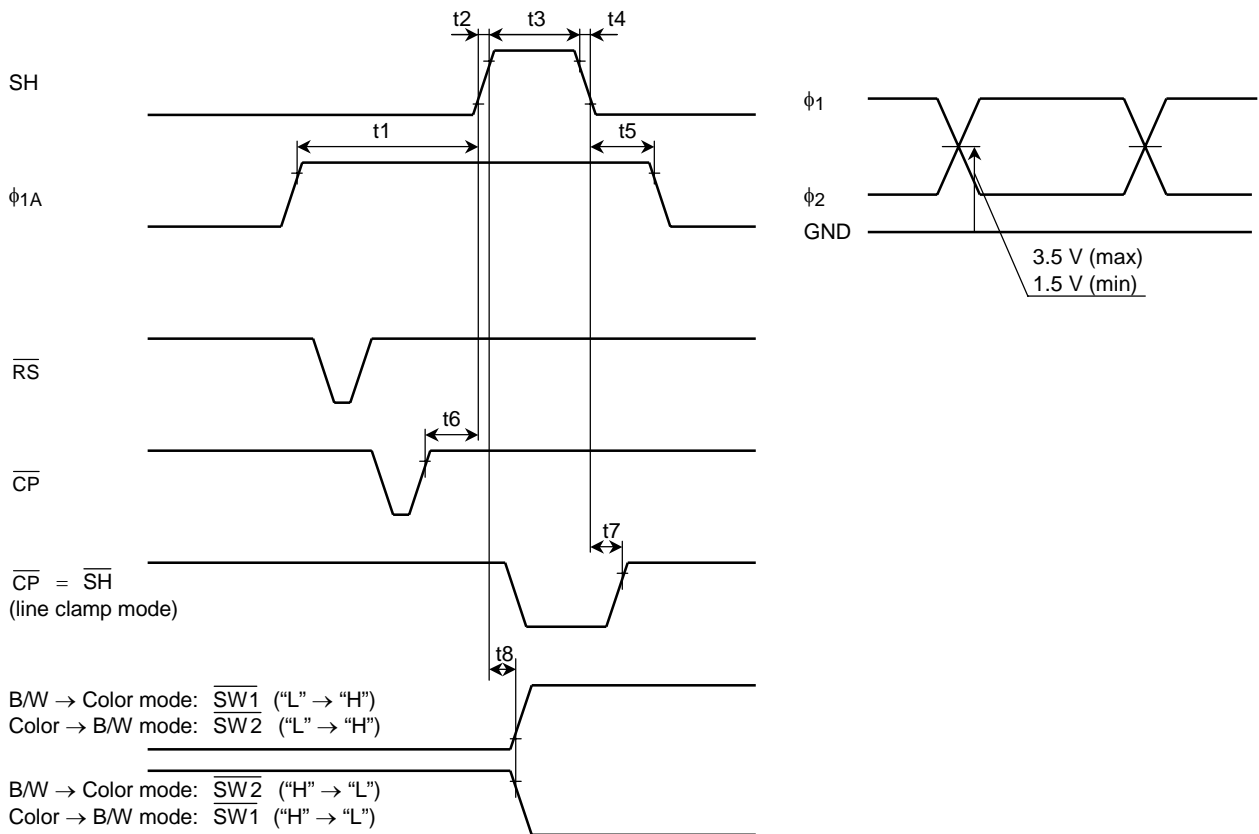 t2 t3 t4
SH
t1 t5
ϕ1A
RS
t6
CP
t7
CP = SH
(line clamp mode)
t8
B/W → Color mode: SW1 (“L” → “H”)
Color → B/W mode: SW2 (“L” → “H”)
B/W → Color mode: SW2 (“H” → “L”)
Color → B/W mode: SW1 (“H” → “L”)
ϕ1
ϕ2
GND
3.5 V (max)
1.5 V (min)